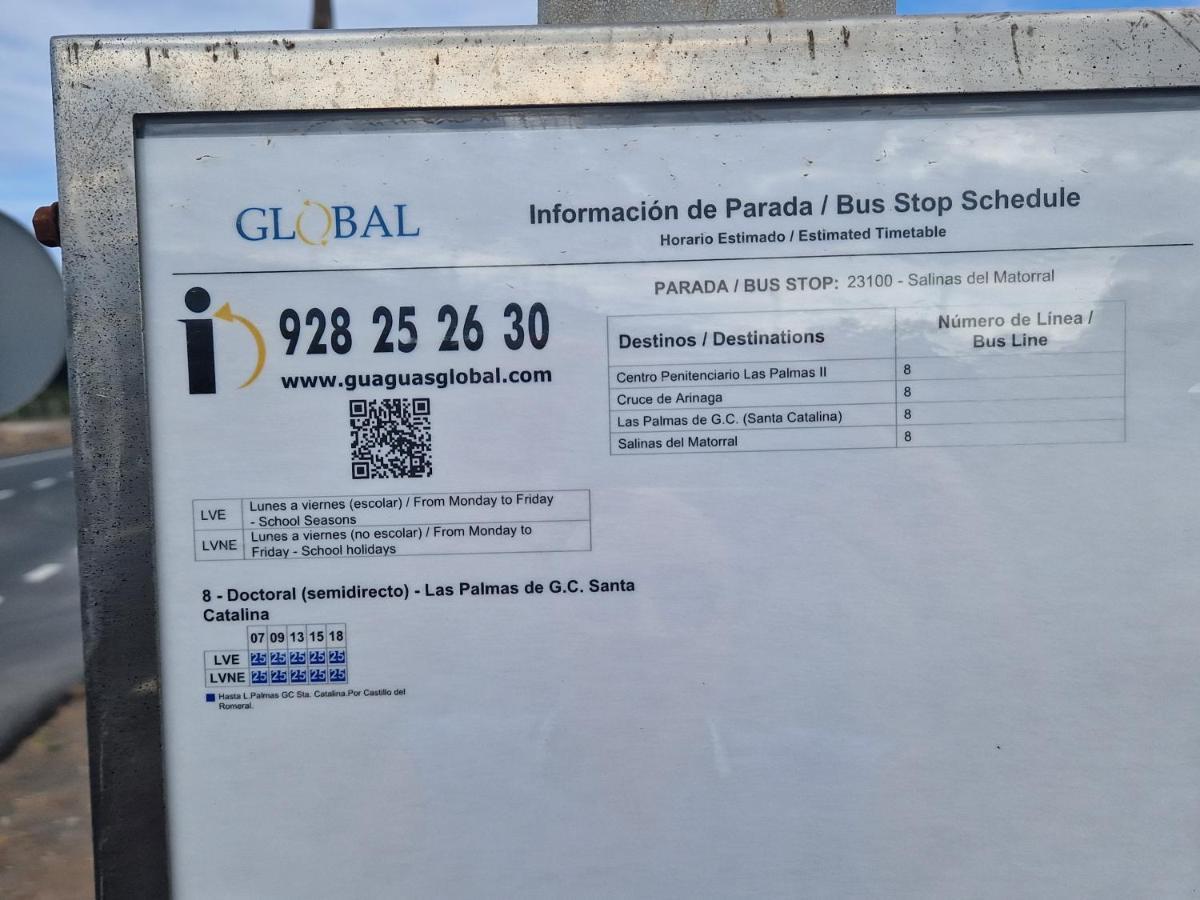 GLOBAL
Información de Parada / Bus Stop Schedule
Horario Estimado / Estimated Timetable
i 928 25 26 30
www.guaguasglobal.com
PARADA / BUS STOP: 23100 - Salinas del Matorral
Destinos / Destinations Número de Línea /
Bus Line
Centro Penitenciario Las Palmas II 8
Cruce de Arinaga 8
Las Palmas de G.C. (Santa Catalina) 8
Salinas del Matorral 8
LVE Lunes a viernes (escolar) / From Monday to Friday
- School Seasons
LVNE Lunes a viernes (no escolar) / From Monday to
Friday - School holidays
8 - Doctoral (semidirecto) - Las Palmas de G.C. Santa
Catalina
07 09 13 15 18
LVE 25 25 25 25 25
LVNE 25 25 25 25 25
Hasta L.Palmas GC Sta. Catalina.Por Castillo del
Romeral.